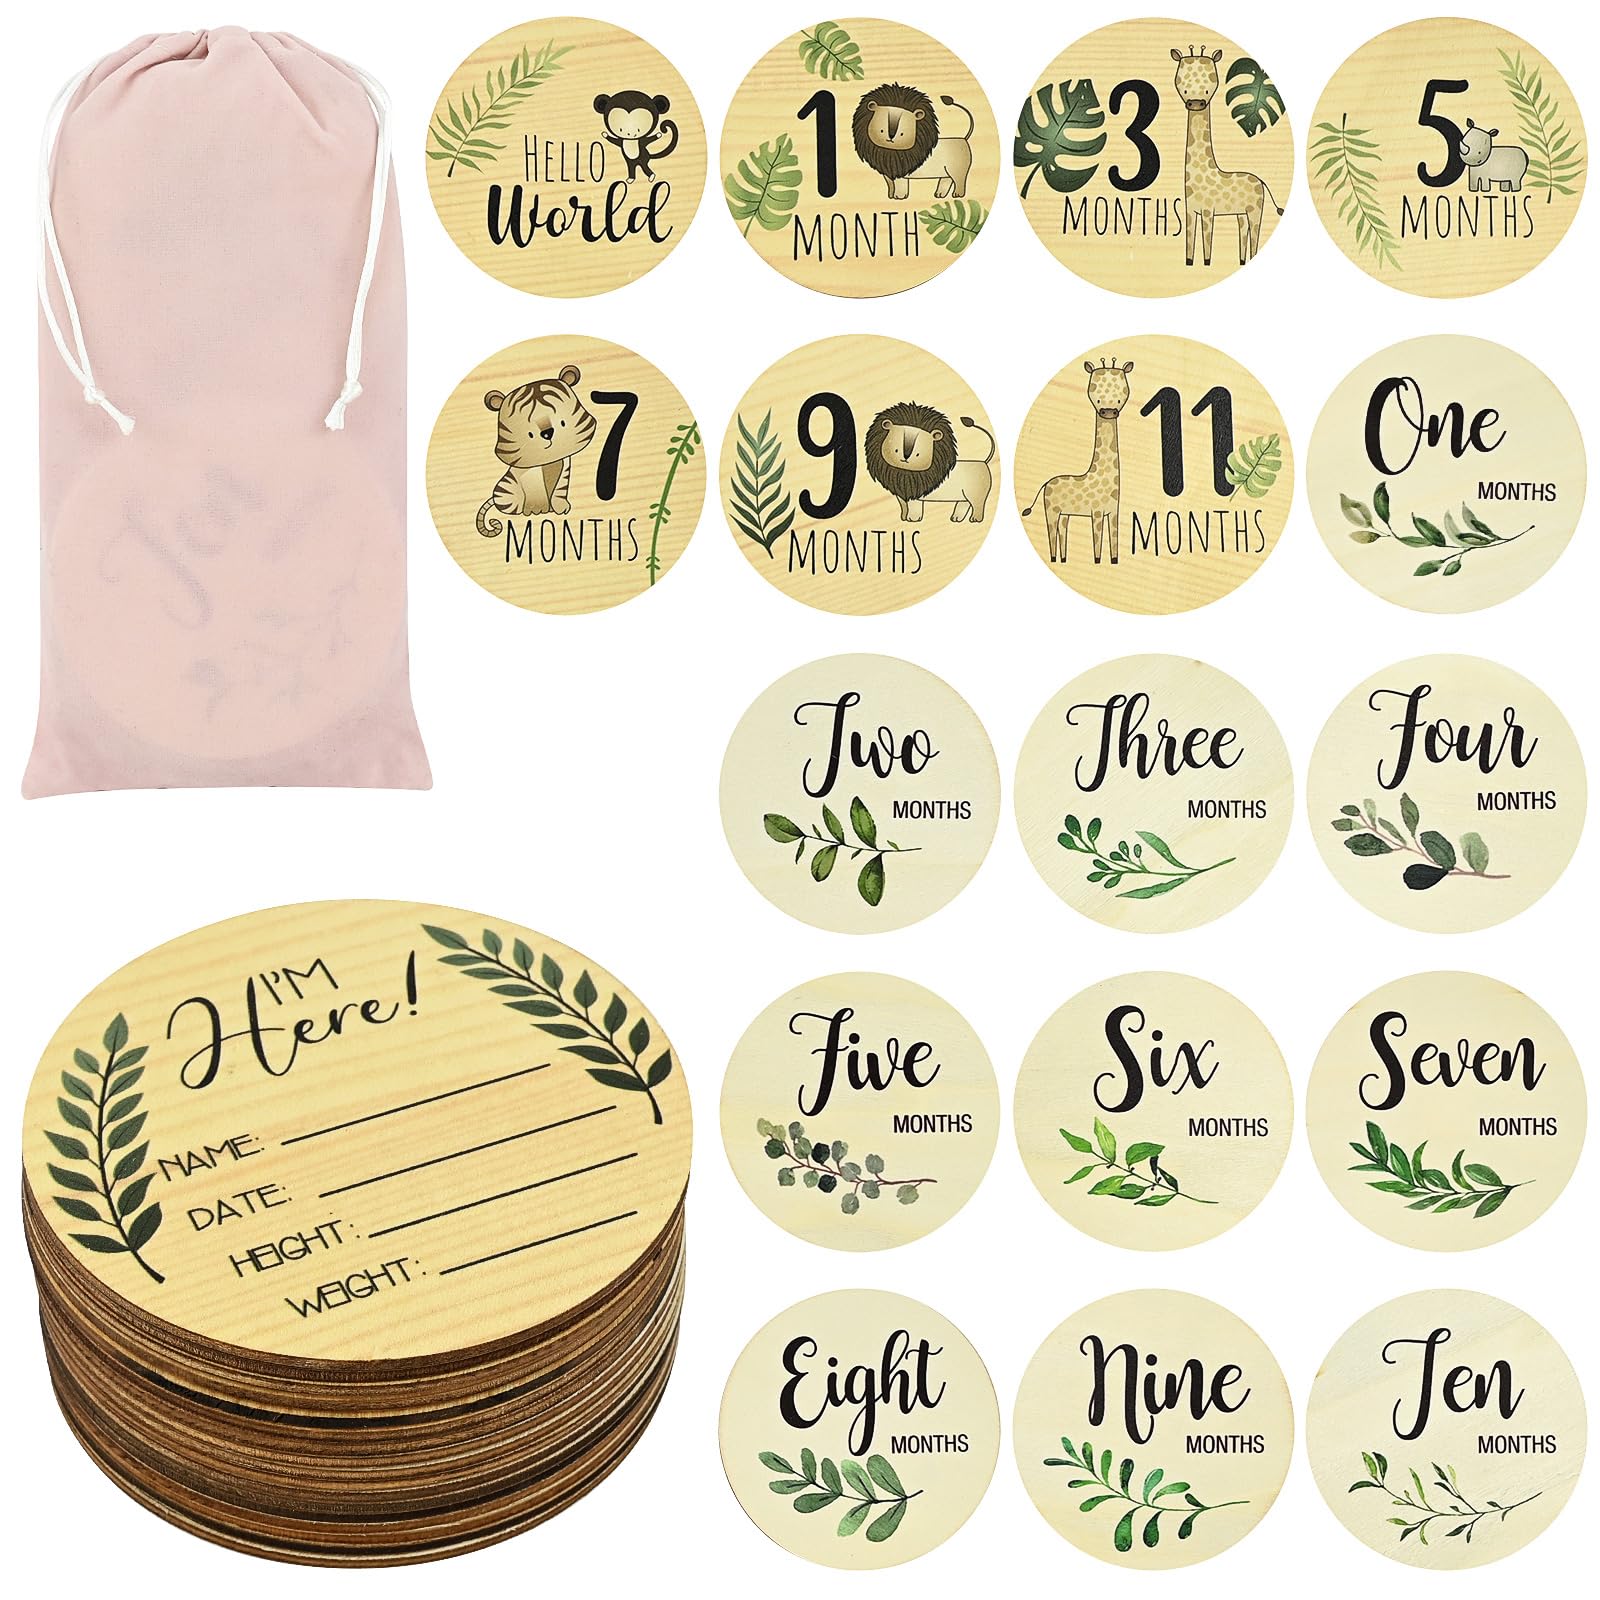 HELLO
World
1
MONTH
3
MONTHS
5
MONTHS
7
MONTHS
9
MONTHS
11
MONTHS
One
MONTHS
Two
MONTHS
Three
MONTHS
Four
MONTHS
I'M
Here!
NAME:
DATE:
HEIGHT:
WEIGHT:
Five
MONTHS
Six
MONTHS
Seven
MONTHS
Eight
MONTHS
Nine
MONTHS
Ten
MONTHS